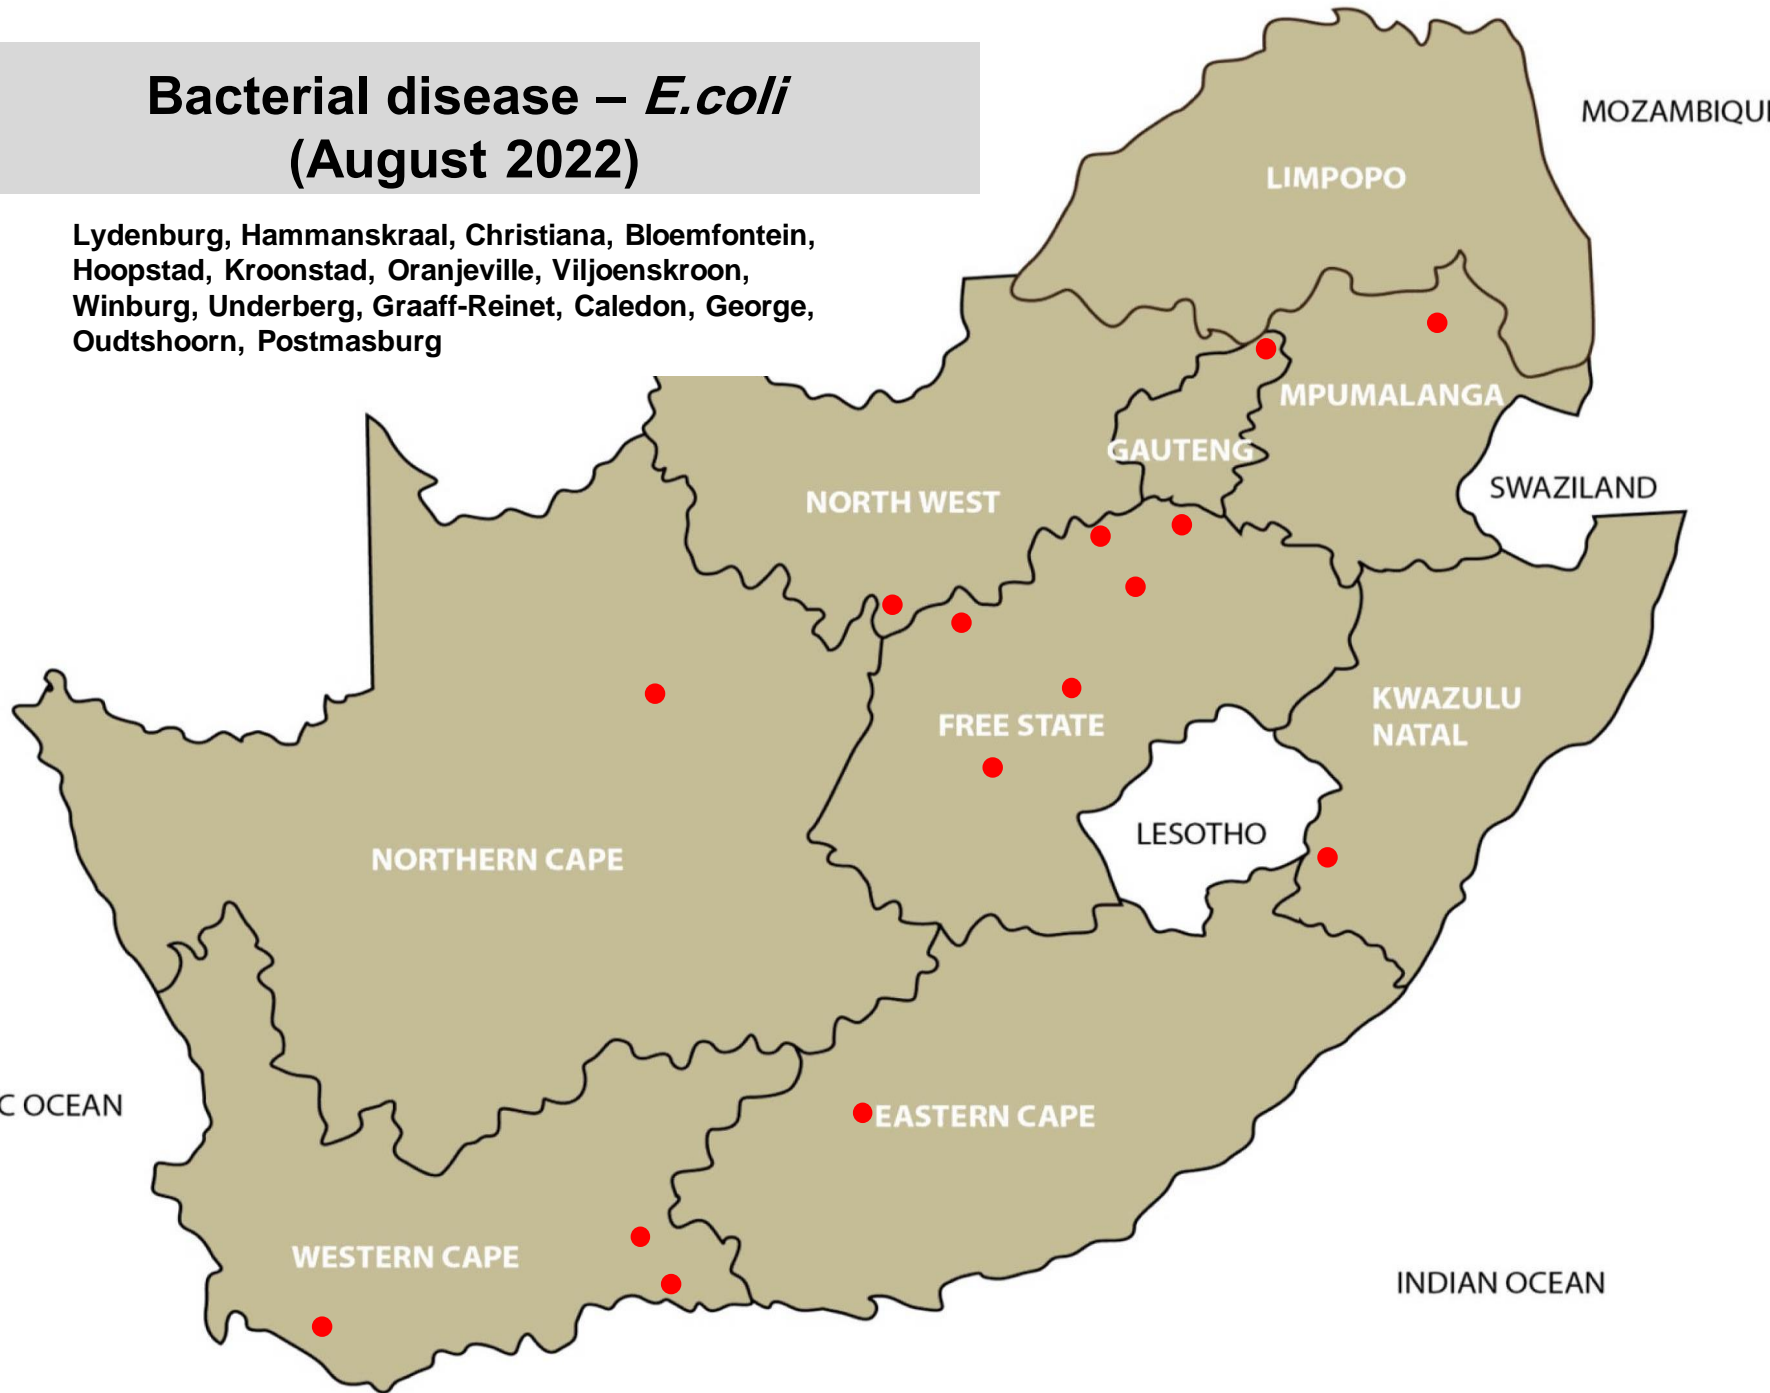 Bacterial disease – E.coli
(August 2022)
Lydenburg, Hammanskraal, Christiana, Bloemfontein,
Hoopstad, Kroonstad, Oranjeville, Viljoenskroon,
Winburg, Underberg, Graaff-Reinet, Caledon, George,
Oudtshoorn, Postmasburg
MOZAMBIQUE
LIMPOPO
MPUMALANGA
GAUTENG
SWAZILAND
NORTH WEST
KWAZULU
NATAL
FREE STATE
LESOTHO
NORTHERN CAPE
C OCEAN
EASTERN CAPE
WESTERN CAPE
INDIAN OCEAN